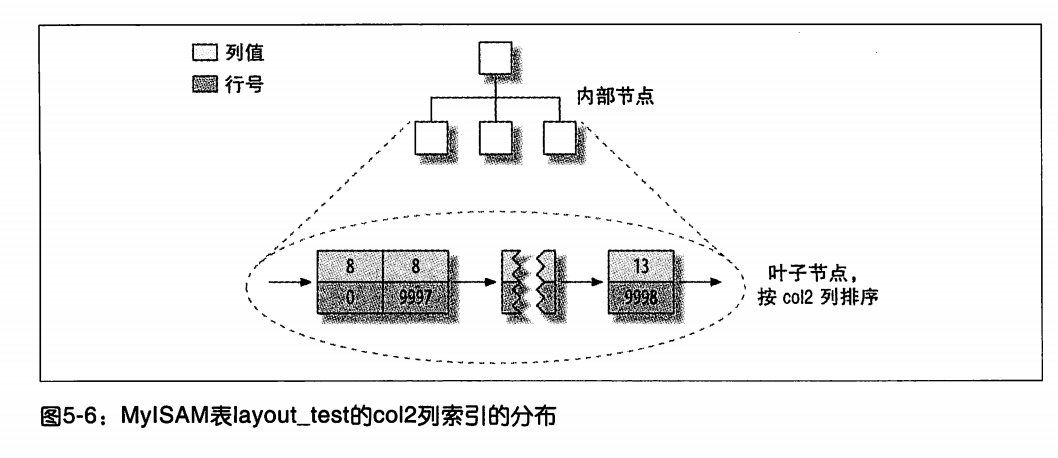 列值
行号
内部节点
8 8 13
0 9997 9998
叶子节点，
按 col2 列排序
图5-6：MyISAM表layout_test的col2列索引的分布